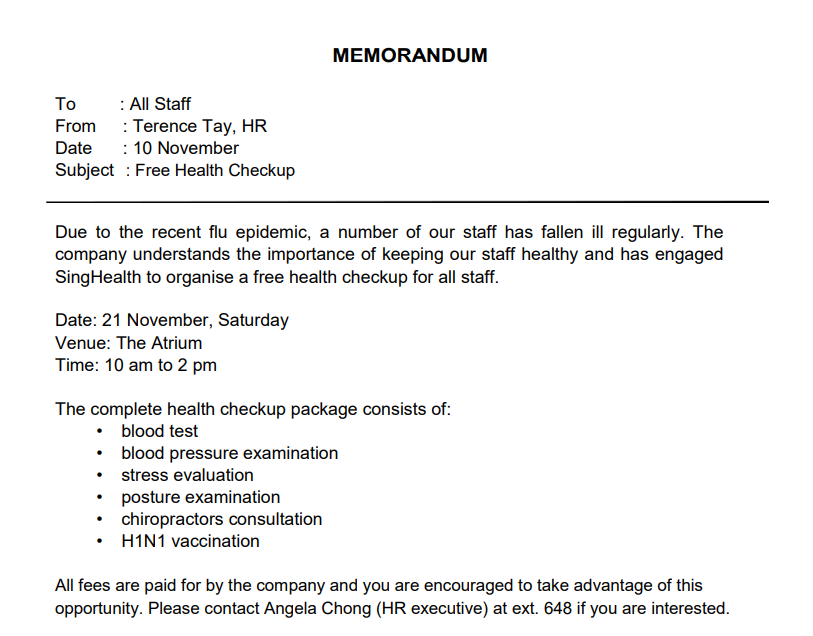 MEMORANDUM
To : All Staff
From : Terence Tay, HR
Date : 10 November
Subject : Free Health Checkup
Due to the recent flu epidemic, a number of our staff has fallen ill regularly. The
company understands the importance of keeping our staff healthy and has engaged
SingHealth to organise a free health checkup for all staff.
Date: 21 November, Saturday
Venue: The Atrium
Time: 10 am to 2 pm
The complete health checkup package consists of:
• blood test
• blood pressure examination
• stress evaluation
• posture examination
• chiropractors consultation
• H1N1 vaccination
All fees are paid for by the company and you are encouraged to take advantage of this
opportunity. Please contact Angela Chong (HR executive) at ext. 648 if you are interested.